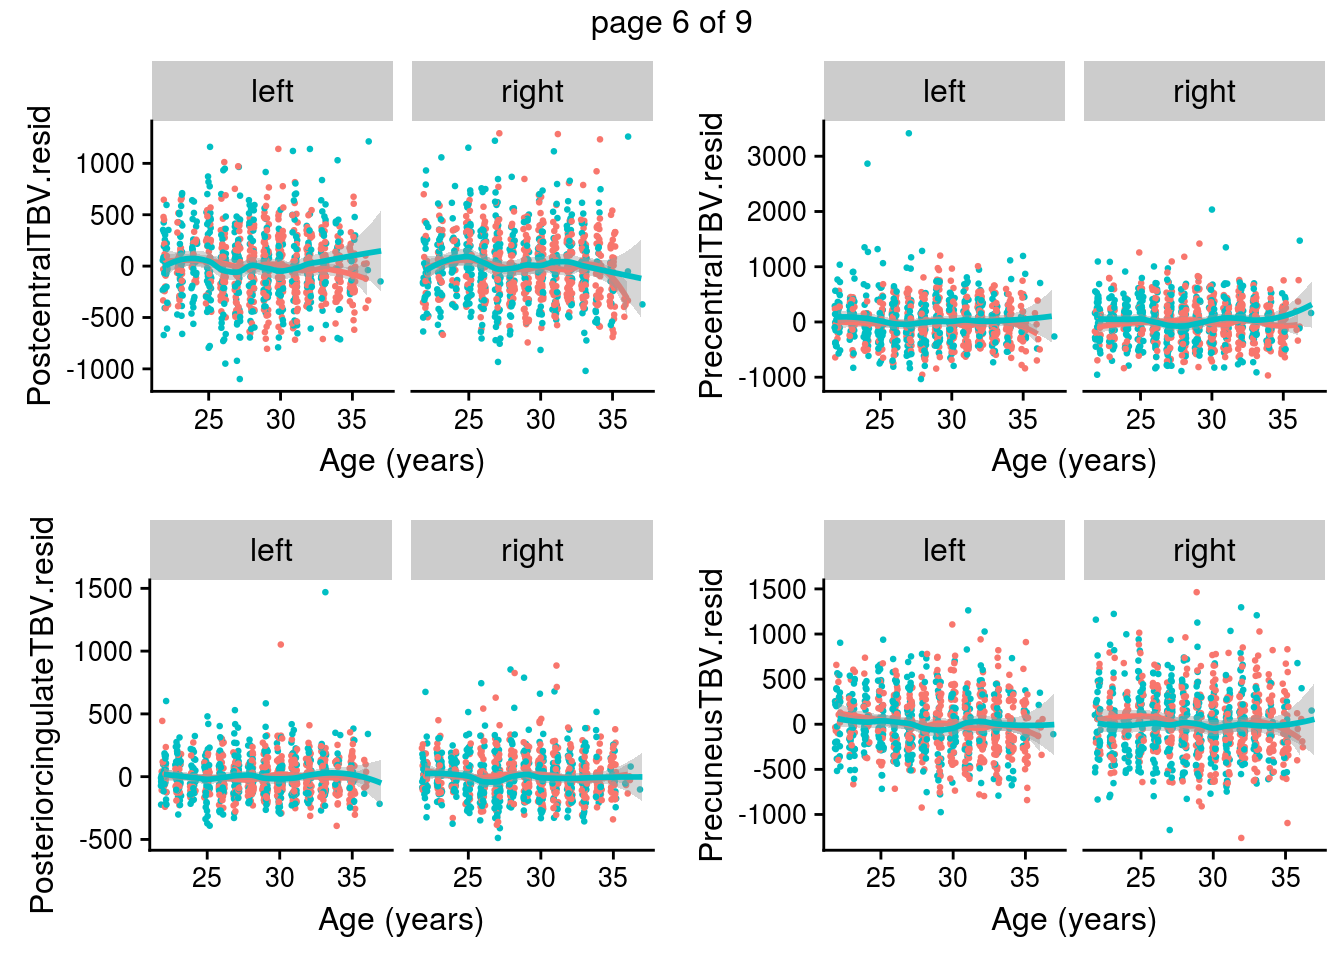 page 6 of 9
left right
PostcentralTBV.resid
1000
500
0
-500
-1000
25 30 35 25 30 35
Age (years)
left right
PrecentralTBV.resid
3000
2000
1000
0
-1000
25 30 35 25 30 35
Age (years)
left right
PosteriorcingulateTBV.resid
1500
1000
500
0
-500
25 30 35 25 30 35
Age (years)
left right
PrecuneusTBV.resid
1500
1000
500
0
-500
-1000
25 30 35 25 30 35
Age (years)